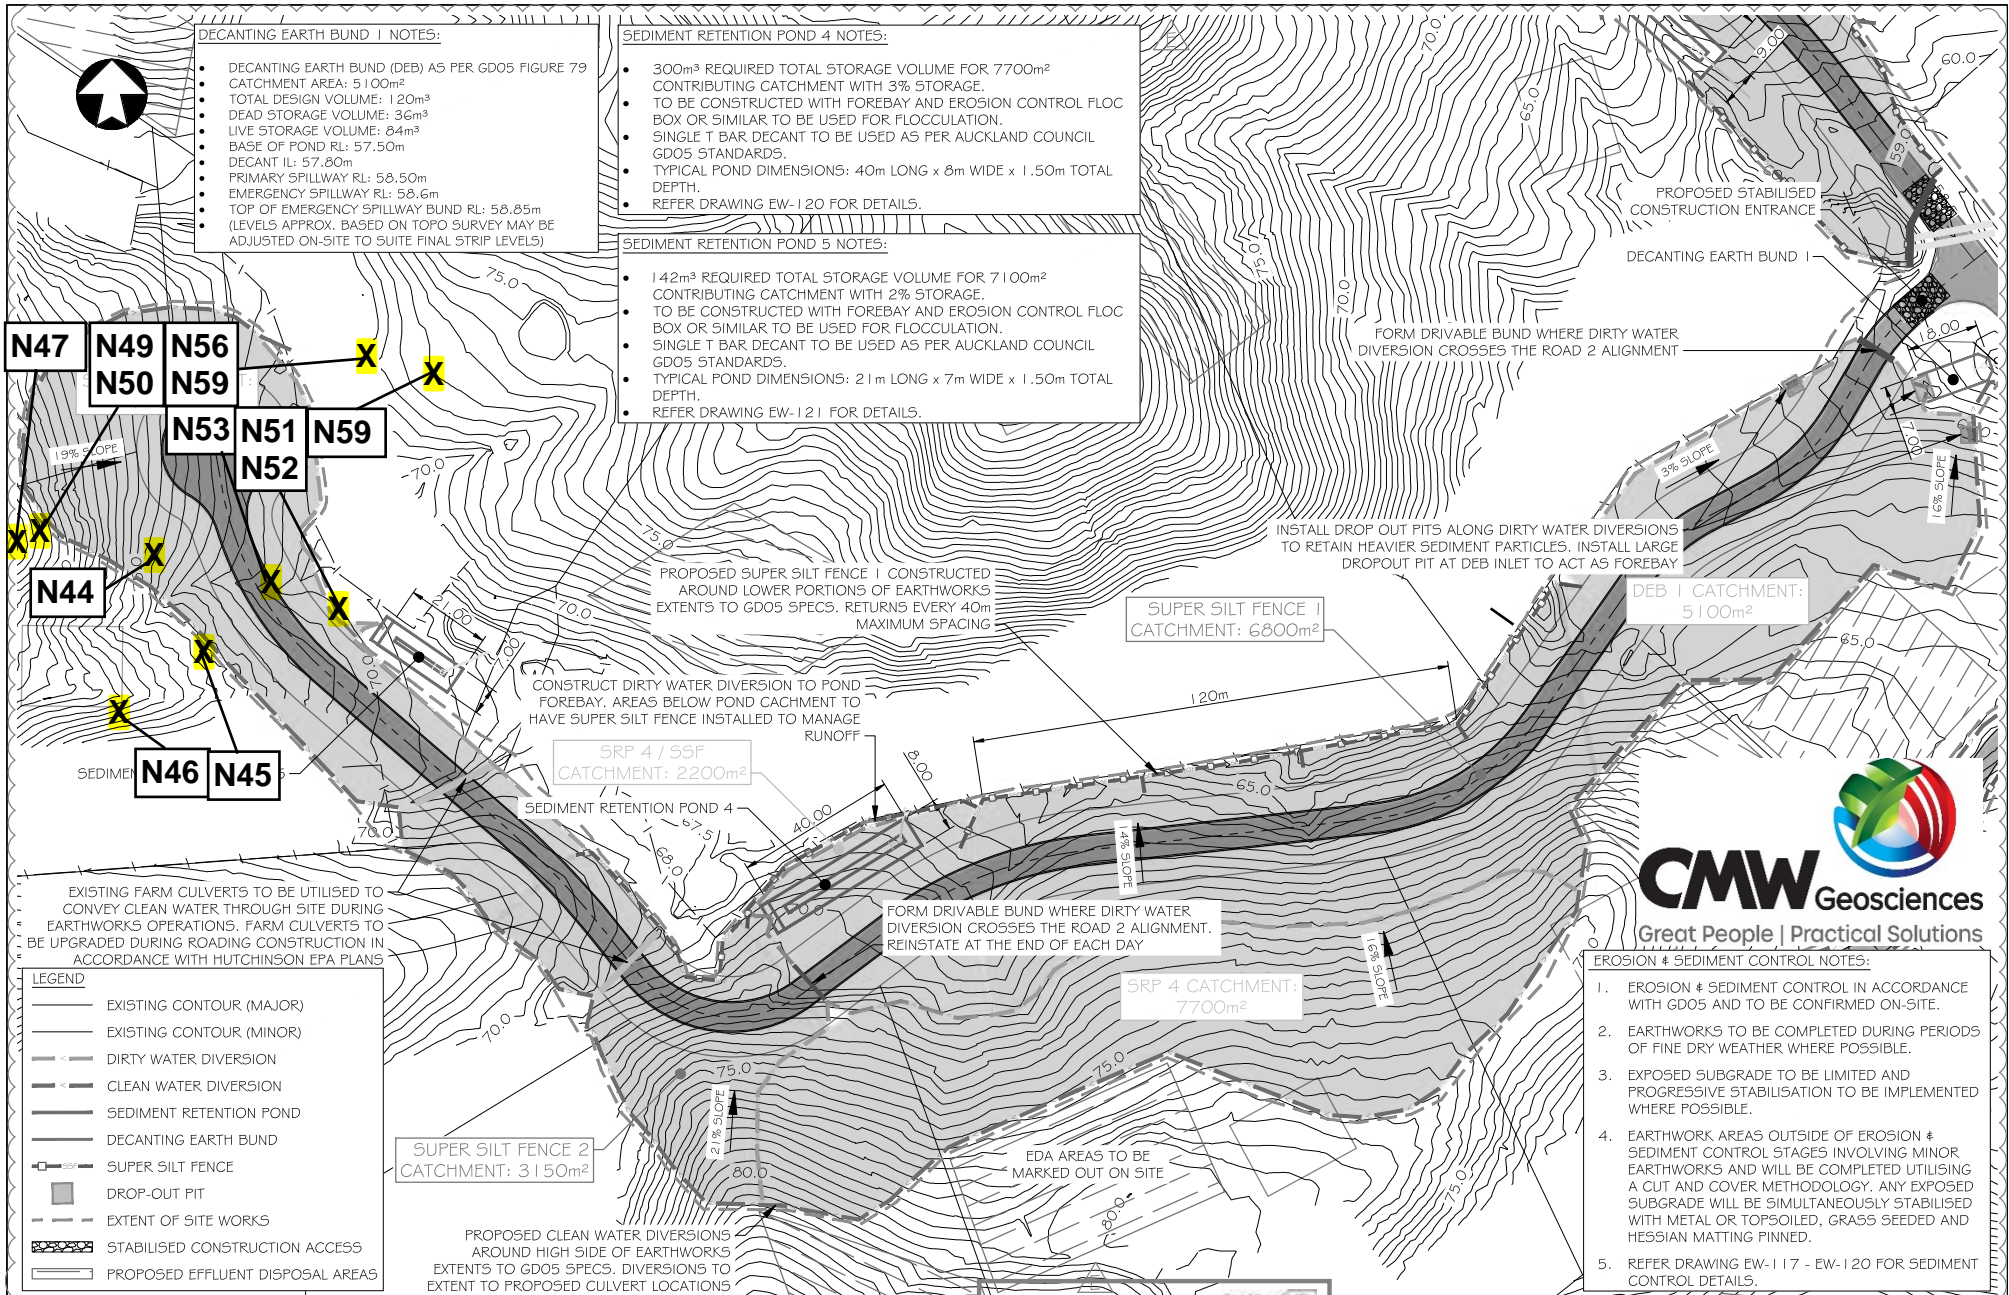 DECANTING EARTH BUND 1 NOTES:
• DECANTING EARTH BUND (DEB) AS PER GD05 FIGURE 79
• CATCHMENT AREA: 5100m²
• TOTAL DESIGN VOLUME: 120m³
• DEAD STORAGE VOLUME: 36m³
• LIVE STORAGE VOLUME: 84m³
• BASE OF POND RL: 57.50m
• DECANT IL: 57.80m
• PRIMARY SPILLWAY RL: 58.50m
• EMERGENCY SPILLWAY RL: 58.6m
• TOP OF EMERGENCY SPILLWAY BUND RL: 58.85m
• (LEVELS APPROX. BASED ON TOPO SURVEY MAY BE
ADJUSTED ON-SITE TO SUITE FINAL STRIP LEVELS)
SEDIMENT RETENTION POND 4 NOTES:
• 300m³ REQUIRED TOTAL STORAGE VOLUME FOR 7700m²
CONTRIBUTING CATCHMENT WITH 3% STORAGE.
• TO BE CONSTRUCTED WITH FOREBAY AND EROSION CONTROL FLOC
BOX OR SIMILAR TO BE USED FOR FLOCCULATION.
• SINGLE T BAR DECANT TO BE USED AS PER AUCKLAND COUNCIL
GD05 STANDARDS.
• TYPICAL POND DIMENSIONS: 40m LONG x 8m WIDE x 1.50m TOTAL
DEPTH.
• REFER DRAWING EW-120 FOR DETAILS.
SEDIMENT RETENTION POND 5 NOTES:
• 142m³ REQUIRED TOTAL STORAGE VOLUME FOR 7100m²
CONTRIBUTING CATCHMENT WITH 2% STORAGE.
• TO BE CONSTRUCTED WITH FOREBAY AND EROSION CONTROL FLOC
BOX OR SIMILAR TO BE USED FOR FLOCCULATION.
• SINGLE T BAR DECANT TO BE USED AS PER AUCKLAND COUNCIL
GD05 STANDARDS.
• TYPICAL POND DIMENSIONS: 21m LONG x 7m WIDE x 1.50m TOTAL
DEPTH.
• REFER DRAWING EW-121 FOR DETAILS.
E
70.0
65.0
9.00
60.0
59.0
PROPOSED STABILISED
CONSTRUCTION ENTRANCE
DECANTING EARTH BUND 1
75.0
75.0
70.0
FORM DRIVABLE BUND WHERE DIRTY WATER
DIVERSION CROSSES THE ROAD 2 ALIGNMENT
18.00
7.00
N47
N49
N50
N56
N59
N53
N51
N52
N59
X
X
X
X
X
X
X
X
X
19% SLOPE
70.0
3% SLOPE
16% SLOPE
N44
75.0
70.0
INSTALL DROP OUT PITS ALONG DIRTY WATER DIVERSIONS
TO RETAIN HEAVIER SEDIMENT PARTICLES. INSTALL LARGE
DROPOUT PIT AT DEB INLET TO ACT AS FOREBAY
PROPOSED SUPER SILT FENCE 1 CONSTRUCTED
AROUND LOWER PORTIONS OF EARTHWORKS
EXTENTS TO GD05 SPECS. RETURNS EVERY 40m
MAXIMUM SPACING
SUPER SILT FENCE 1
CATCHMENT: 6800m²
DEB 1 CATCHMENT:
5100m²
65.0
21.00
7.00
70.0
CONSTRUCT DIRTY WATER DIVERSION TO POND
FOREBAY. AREAS BELOW POND CACHMENT TO
HAVE SUPER SILT FENCE INSTALLED TO MANAGE
RUNOFF
120m
SRP 4 / SSF
CATCHMENT: 2200m²
8.00
SEDIMEN
N46
N45
SEDIMENT RETENTION POND 4
40.00
65.0
70.0
67.5
68.0
14% SLOPE
CMW Geosciences
Great People | Practical Solutions
EXISTING FARM CULVERTS TO BE UTILISED TO
CONVEY CLEAN WATER THROUGH SITE DURING
EARTHWORKS OPERATIONS. FARM CULVERTS TO
BE UPGRADED DURING ROADING CONSTRUCTION IN
ACCORDANCE WITH HUTCHINSON EPA PLANS
FORM DRIVABLE BUND WHERE DIRTY WATER
DIVERSION CROSSES THE ROAD 2 ALIGNMENT.
REINSTATE AT THE END OF EACH DAY
16% SLOPE
SRP 4 CATCHMENT:
7700m²
LEGEND
EXISTING CONTOUR (MAJOR)
EXISTING CONTOUR (MINOR)
DIRTY WATER DIVERSION
CLEAN WATER DIVERSION
SEDIMENT RETENTION POND
DECANTING EARTH BUND
SSF SUPER SILT FENCE
DROP-OUT PIT
EXTENT OF SITE WORKS
STABILISED CONSTRUCTION ACCESS
PROPOSED EFFLUENT DISPOSAL AREAS
70.0
75.0
75.0
21% SLOPE
80.0
SUPER SILT FENCE 2
CATCHMENT: 3150m²
EDA AREAS TO BE
MARKED OUT ON SITE
80.0
75.0
PROPOSED CLEAN WATER DIVERSIONS
AROUND HIGH SIDE OF EARTHWORKS
EXTENTS TO GD05 SPECS. DIVERSIONS TO
EXTENT TO PROPOSED CULVERT LOCATIONS
E
EROSION & SEDIMENT CONTROL NOTES:
1. EROSION & SEDIMENT CONTROL IN ACCORDANCE
WITH GD05 AND TO BE CONFIRMED ON-SITE.
2. EARTHWORKS TO BE COMPLETED DURING PERIODS
OF FINE DRY WEATHER WHERE POSSIBLE.
3. EXPOSED SUBGRADE TO BE LIMITED AND
PROGRESSIVE STABILISATION TO BE IMPLEMENTED
WHERE POSSIBLE.
4. EARTHWORK AREAS OUTSIDE OF EROSION &
SEDIMENT CONTROL STAGES INVOLVING MINOR
EARTHWORKS AND WILL BE COMPLETED UTILISING
A CUT AND COVER METHODOLOGY. ANY EXPOSED
SUBGRADE WILL BE SIMULTANEOUSLY STABILISED
WITH METAL OR TOPSOILED, GRASS SEEDED AND
HESSIAN MATTING PINNED.
5. REFER DRAWING EW-117 - EW-120 FOR SEDIMENT
CONTROL DETAILS.